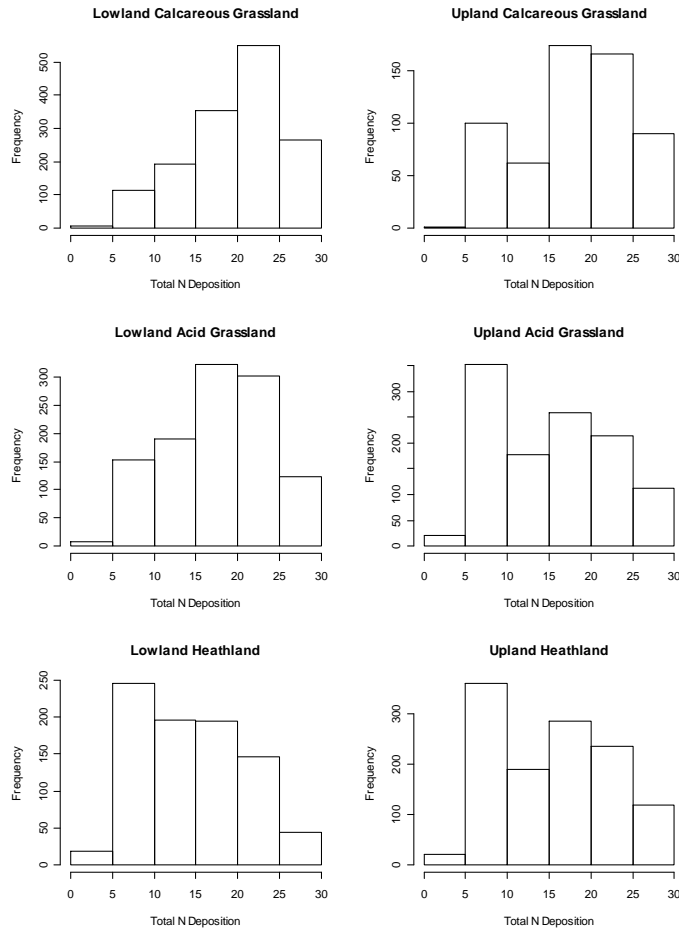 Lowland Calcareous Grassland
Frequency
0 100 200 300 400 500
0 5 10 15 20 25 30
Total N Deposition
Upland Calcareous Grassland
Frequency
0 50 100 150
0 5 10 15 20 25 30
Total N Deposition
Lowland Acid Grassland
Frequency
0 50 100 150 200 250 300
0 5 10 15 20 25 30
Total N Deposition
Upland Acid Grassland
Frequency
0 50 100 200 300
0 5 10 15 20 25 30
Total N Deposition
Lowland Heathland
Frequency
0 50 100 150 200 250
0 5 10 15 20 25 30
Total N Deposition
Upland Heathland
Frequency
0 100 200 300
0 5 10 15 20 25 30
Total N Deposition